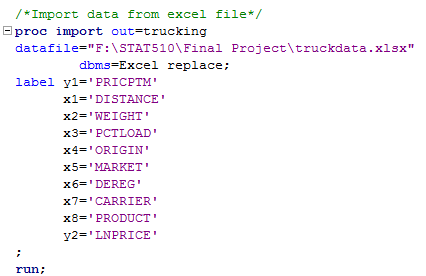 /*Import data from excel file*/
proc import out=trucking
datafile="F:\STAT510\Final Project\truckdata.xlsx"
dbms=Excel replace;
label y1='PRICPTM'
x1='DISTANCE'
x2='WEIGHT'
x3='PCTLOAD'
x4='ORIGIN'
x5='MARKET'
x6='DEREG'
x7='CARRIER'
x8='PRODUCT'
y2='LNPRICE'
;
run;